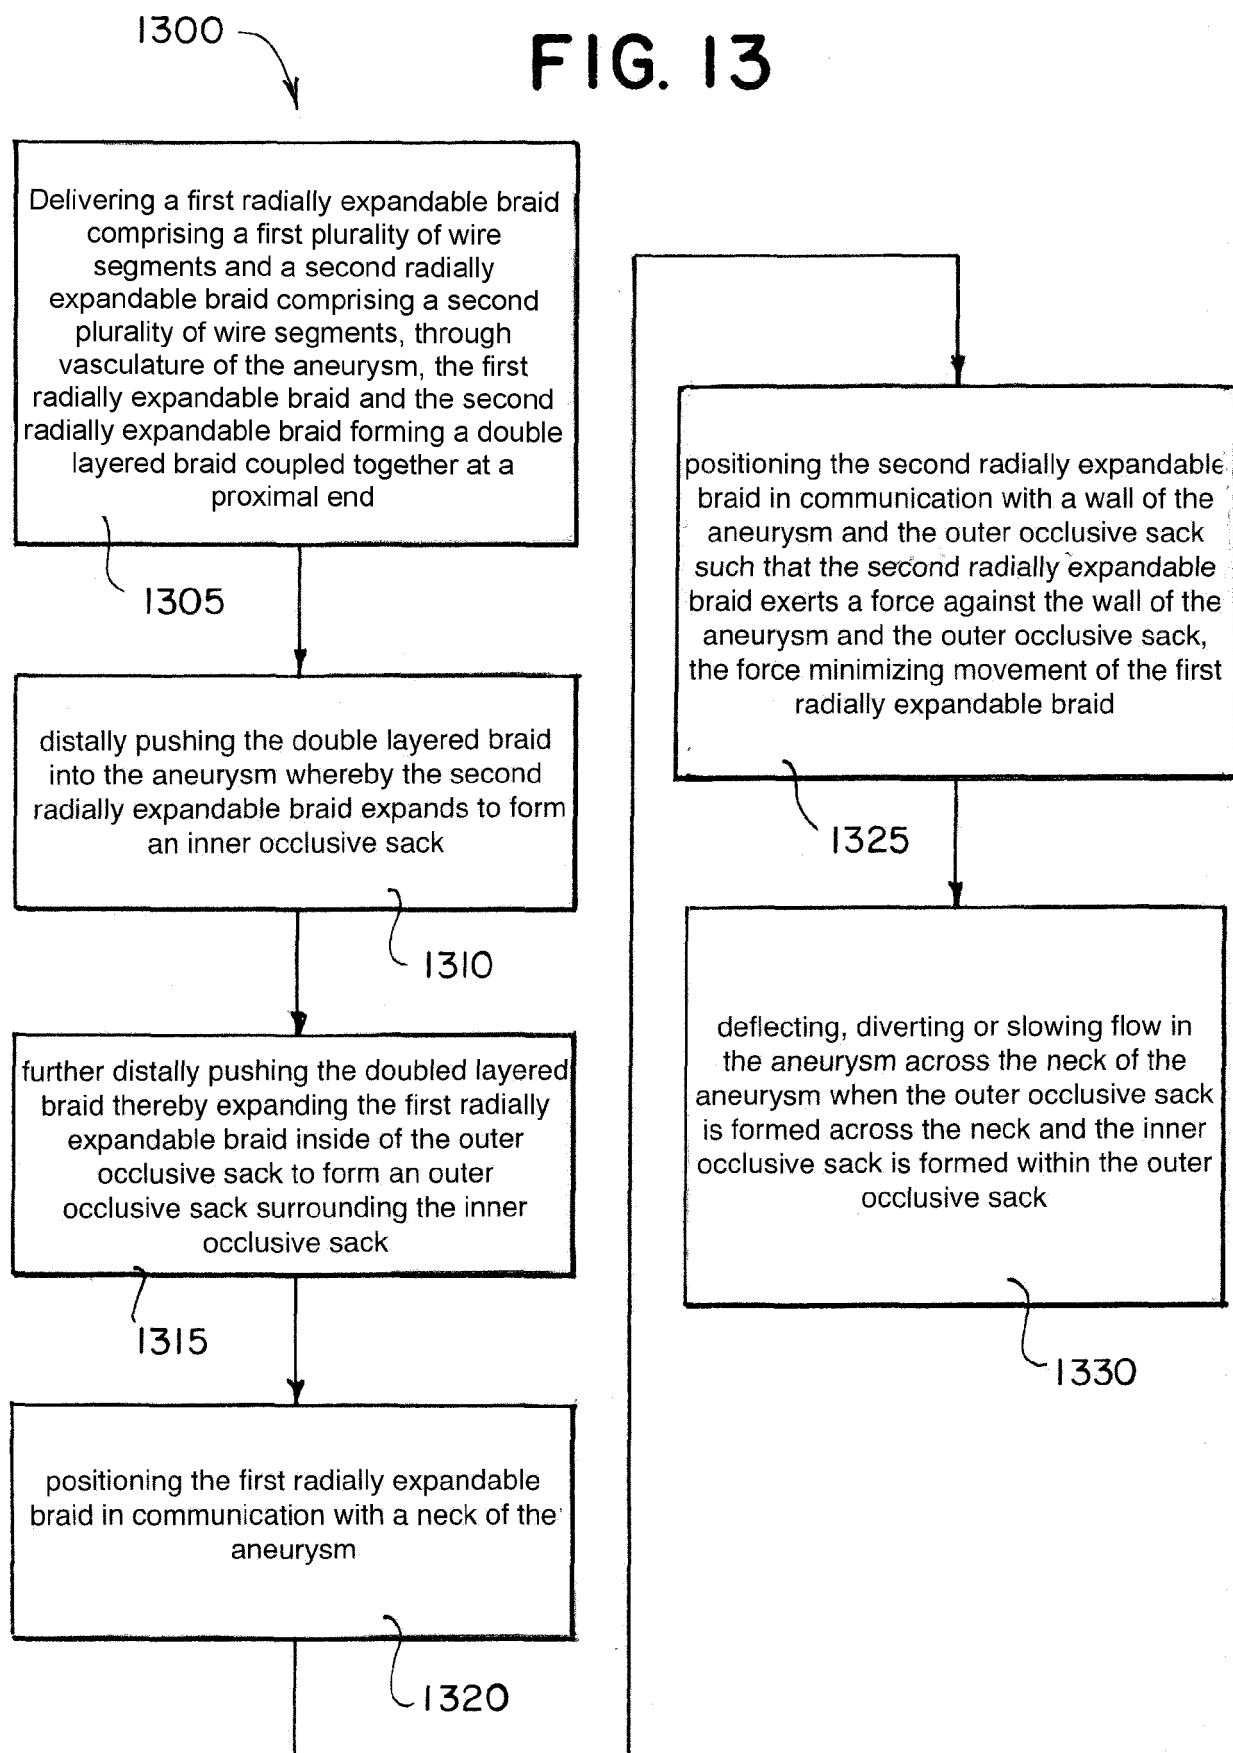 1300
FIG. 13
Delivering a first radially expandable braid
comprising a first plurality of wire
segments and a second radially
expandable braid comprising a second
plurality of wire segments, through
vasculature of the aneurysm, the first
radially expandable braid and the second
radially expandable braid forming a double
layered braid coupled together at a
proximal end
1305
distally pushing the double layered braid
into the aneurysm whereby the second
radially expandable braid expands to form
an inner occlusive sack
1310
further distally pushing the doubled layered
braid thereby expanding the first radially
expandable braid inside of the outer
occlusive sack to form an outer
occlusive sack surrounding the inner
occlusive sack
1315
positioning the first radially expandable
braid in communication with a neck of the
aneurysm
1320
positioning the second radially expandable
braid in communication with a wall of the
aneurysm and the outer occlusive sack
such that the second radially expandable
braid exerts a force against the wall of the
aneurysm and the outer occlusive sack,
the force minimizing movement of the first
radially expandable braid
1325
deflecting, diverting or slowing flow in
the aneurysm across the neck of the
aneurysm when the outer occlusive sack
is formed across the neck and the inner
occlusive sack is formed within the outer
occlusive sack
1330